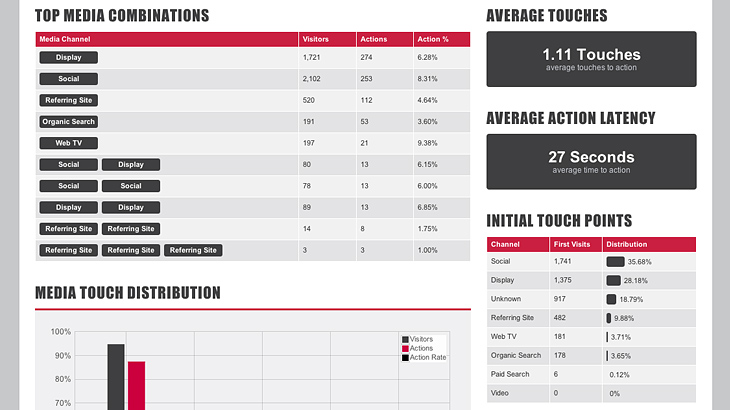 TOP MEDIA COMBINATIONS
Media Channel Visitors Actions Action %
Display 1,721 274 6.28%
Social 2,102 253 8.31%
Referring Site 520 112 4.64%
Organic Search 191 53 3.60%
Web TV 197 21 9.38%
Social Display 80 13 6.15%
Social Social 78 13 6.00%
Display Display 89 13 6.85%
Referring Site Referring Site 14 8 1.75%
Referring Site Referring Site Referring Site 3 3 1.00%
MEDIA TOUCH DISTRIBUTION
100%
90%
80%
70%
Visitors
Actions
Action Rate
AVERAGE TOUCHES
1.11 Touches
average touches to action
AVERAGE ACTION LATENCY
27 Seconds
average time to action
INITIAL TOUCH POINTS
Channel First Visits Distribution
Social 1,741 35.68%
Display 1,375 28.18%
Unknown 917 18.79%
Referring Site 482 9.88%
Web TV 181 3.71%
Organic Search 178 3.65%
Paid Search 6 0.12%
Video 0 0%